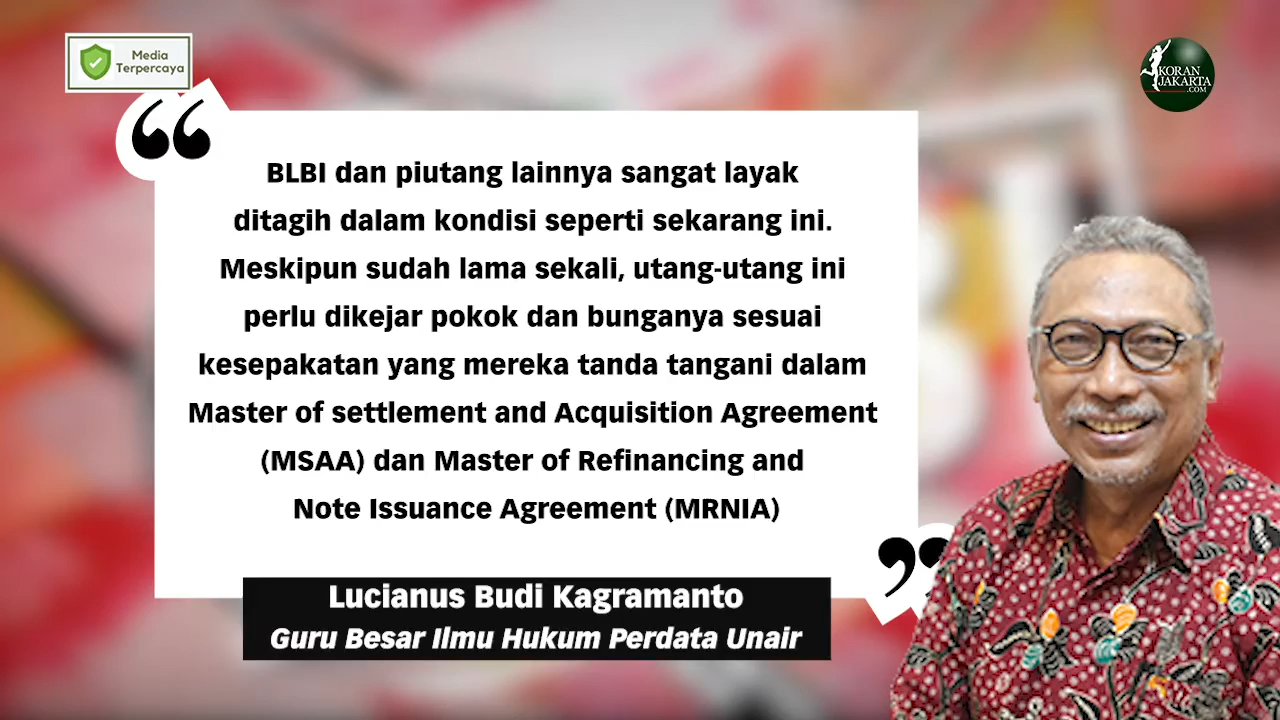 Media
Terpercaya
KORAN
JAKARTA
.COM
BLBI dan piutang lainnya sangat layak
ditagih dalam kondisi seperti sekarang ini.
Meskipun sudah lama sekali, utang-utang ini
perlu dikejar pokok dan bunganya sesuai
kesepakatan yang mereka tanda tangani dalam
Master of settlement and Acquisition Agreement
(MSAA) dan Master of Refinancing and
Note Issuance Agreement (MRNIA)
Lucianus Budi Kagramanto
Guru Besar Ilmu Hukum Perdata Unair